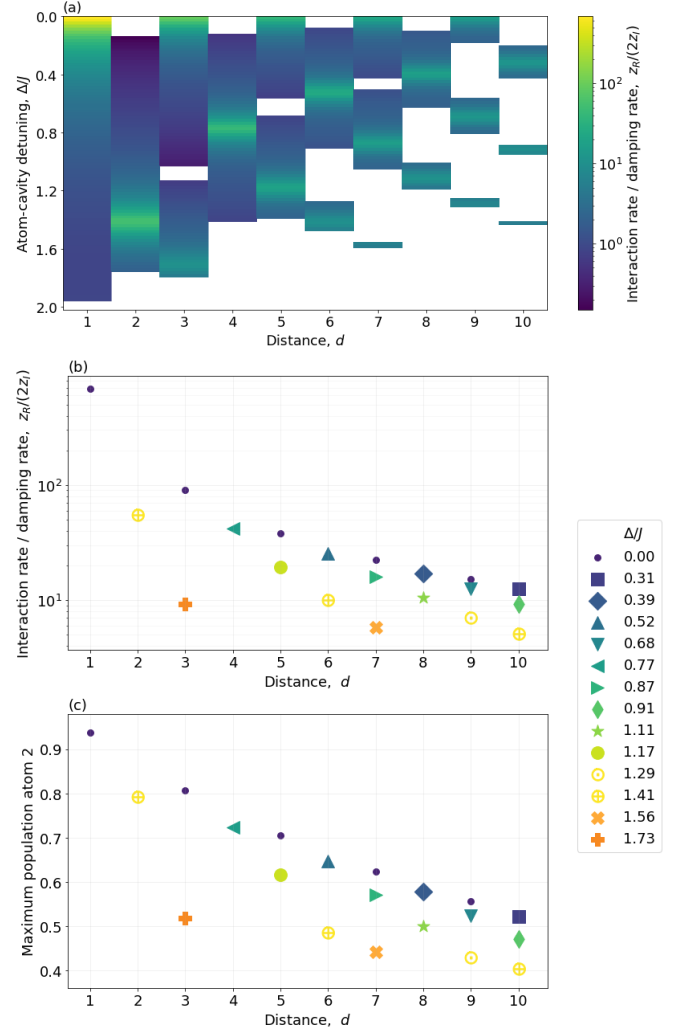 (a)
0.0
0.4
0.8
1.2
1.6
2.0
Atom-cavity detuning, Δ/J
1 2 3 4 5 6 7 8 9 10
Distance, d
10²
10¹
10⁰
Interaction rate / damping rate, z_R/(2z_I)
(b)
10²
10¹
Interaction rate / damping rate, z_R/(2z_I)
1 2 3 4 5 6 7 8 9 10
Distance, d
Δ/J
0.00
0.31
0.39
0.52
0.68
0.77
0.87
0.91
1.11
1.17
1.29
1.41
1.56
1.73
(c)
0.9
0.8
0.7
0.6
0.5
0.4
Maximum population atom 2
1 2 3 4 5 6 7 8 9 10
Distance, d